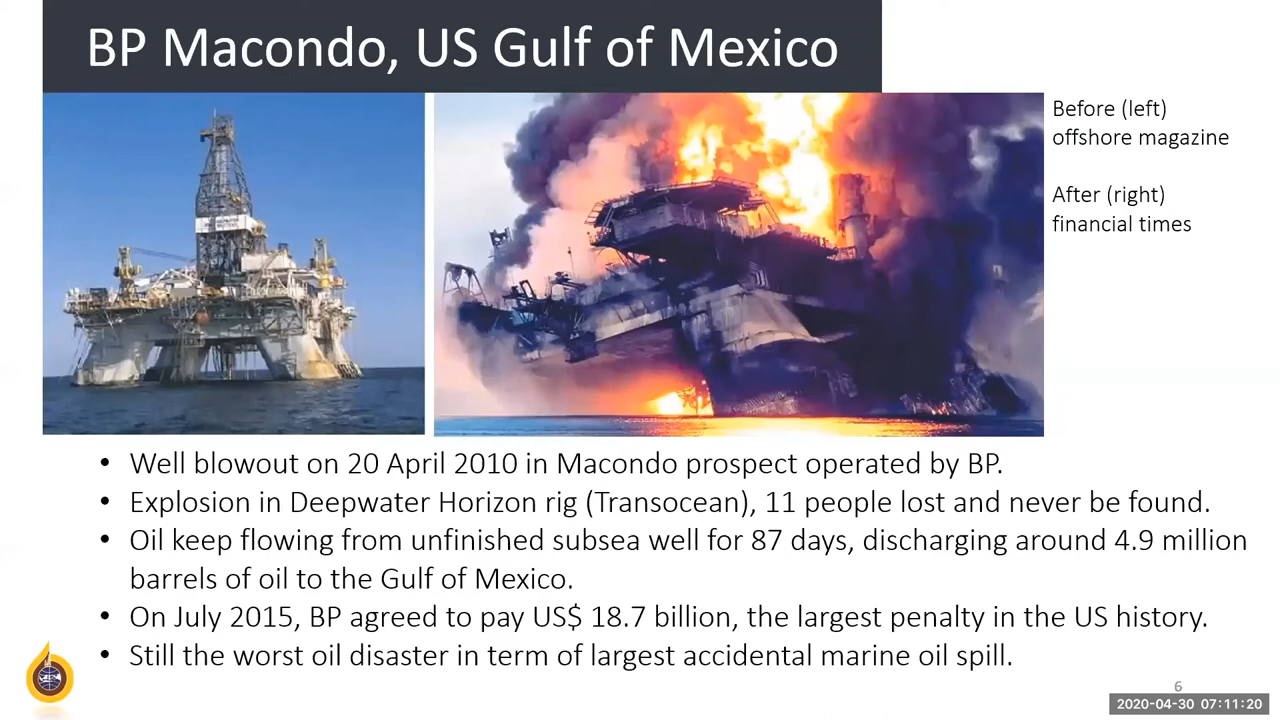 BP Macondo, US Gulf of Mexico
Before (left)
offshore magazine
After (right)
financial times
• Well blowout on 20 April 2010 in Macondo prospect operated by BP.
• Explosion in Deepwater Horizon rig (Transocean), 11 people lost and never be found.
• Oil keep flowing from unfinished subsea well for 87 days, discharging around 4.9 million
barrels of oil to the Gulf of Mexico.
• On July 2015, BP agreed to pay US$ 18.7 billion, the largest penalty in the US history.
• Still the worst oil disaster in term of largest accidental marine oil spill.
6
2020-04-30 07:11:20